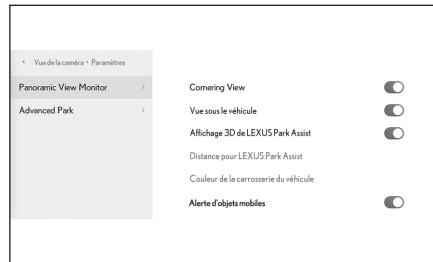 Vue de la caméra • Paramètres
Panoramic View Monitor
Advanced Park
Cornering View
Vue sous le véhicule
Affichage 3D de LEXUS Park Assist
Distance pour LEXUS Park Assist
Couleur de la carrosserie du véhicule
Alerte d'objets mobiles